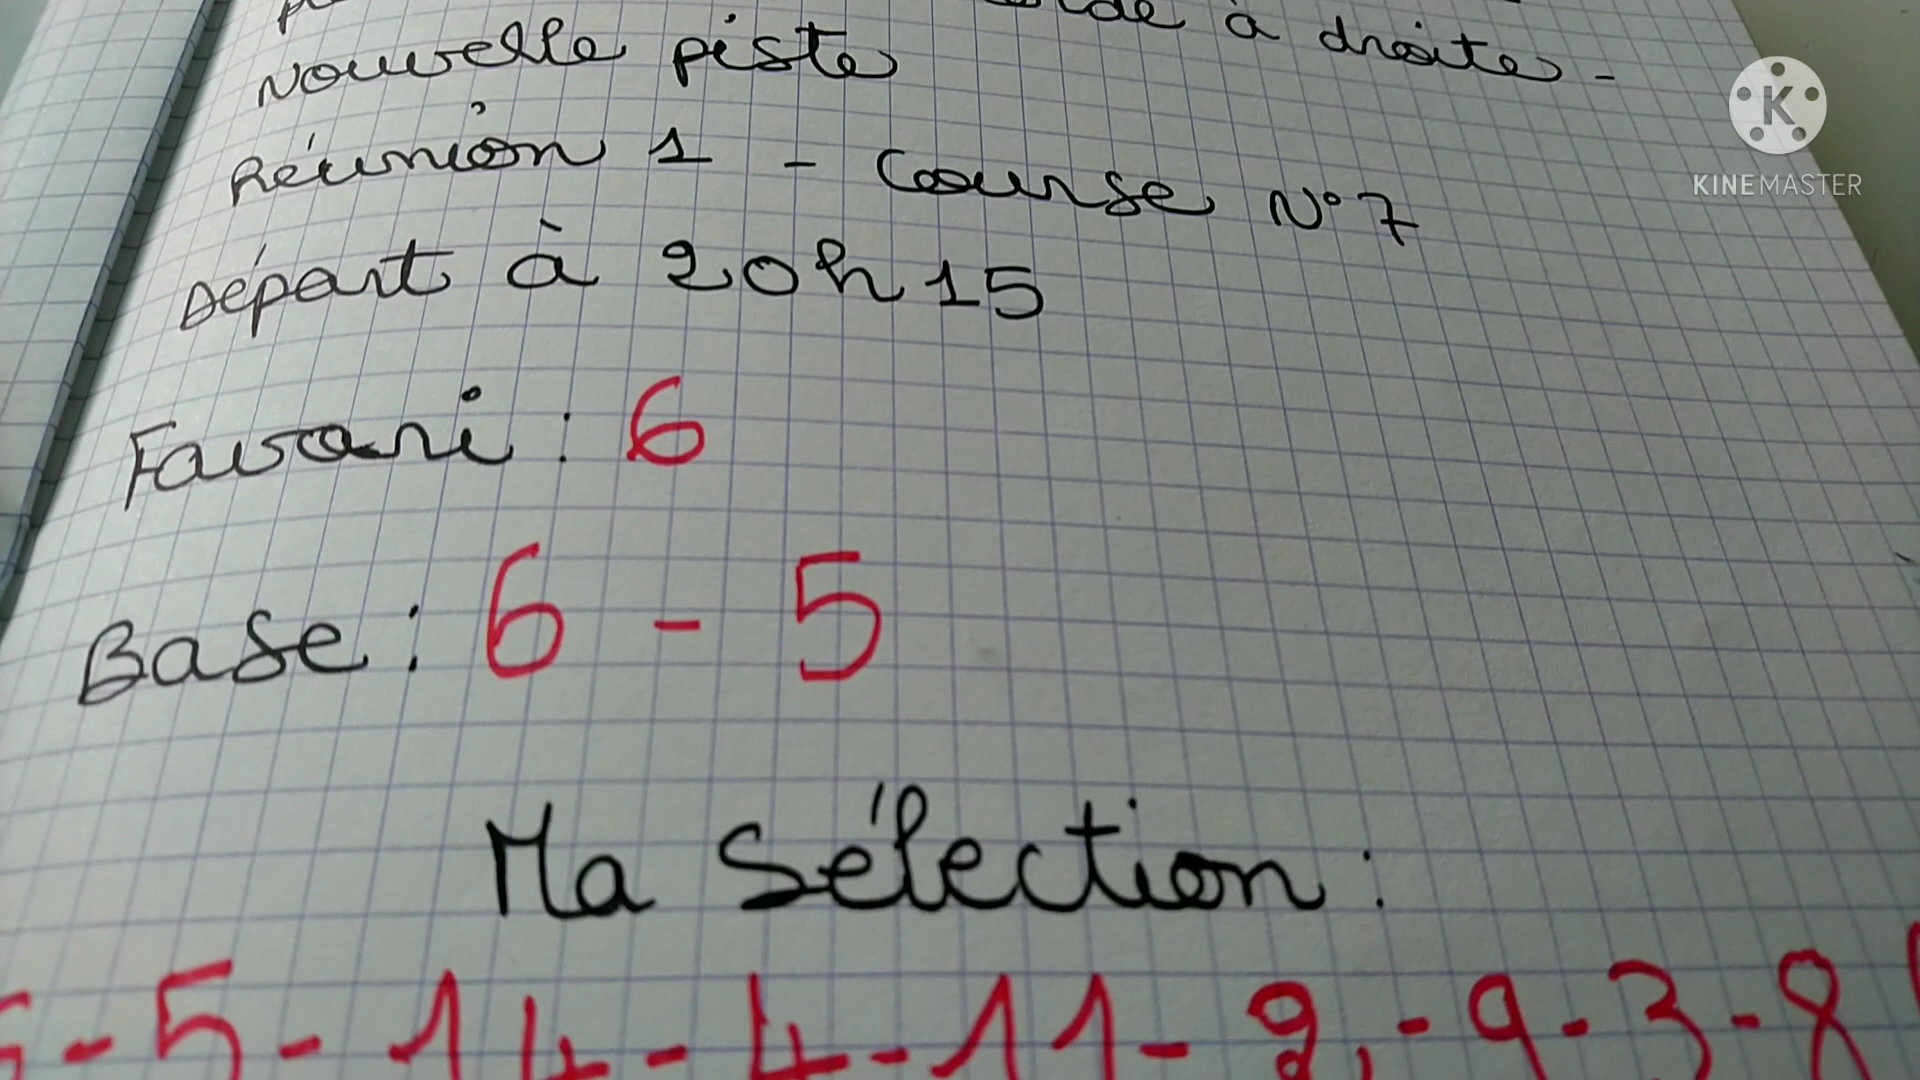 à droite -
Nouvelle piste
Réunion 1 - Course N°7
Départ à 20h15
Favori : 6
Base : 6 - 5
Ma Sélection :
- 5 - 14 - 4 - 11 - 2 - 9 - 3 - 8
KINEMASTER